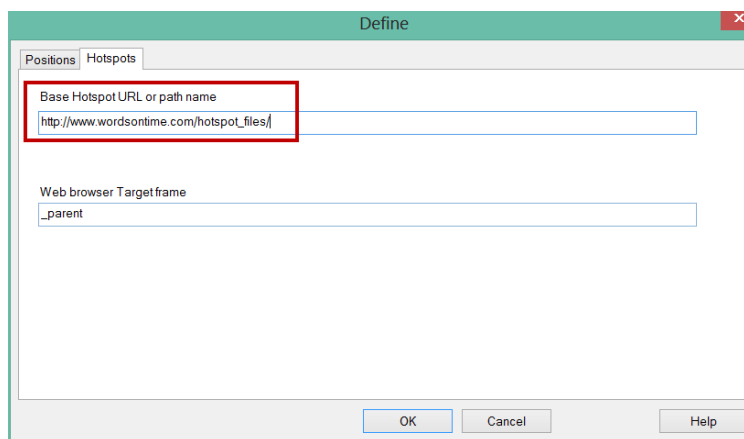 Define
Positions Hotspots
Base Hotspot URL or path name
http://www.wordsontime.com/hotspot_files/
Web browser Target frame
_parent
OK Cancel Help